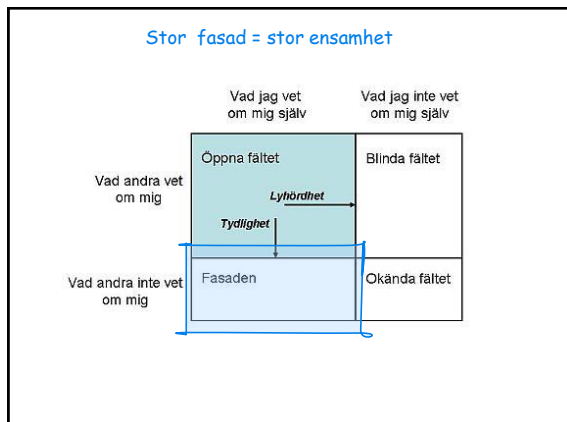 Stor fasad = stor ensamhet
Vad jag vet
om mig själv
Vad jag inte vet
om mig själv
Vad andra vet
om mig
Öppna fältet
Blinda fältet
Lyhördhet
Tydlighet
Vad andra inte vet
om mig
Fasaden
Okända fältet